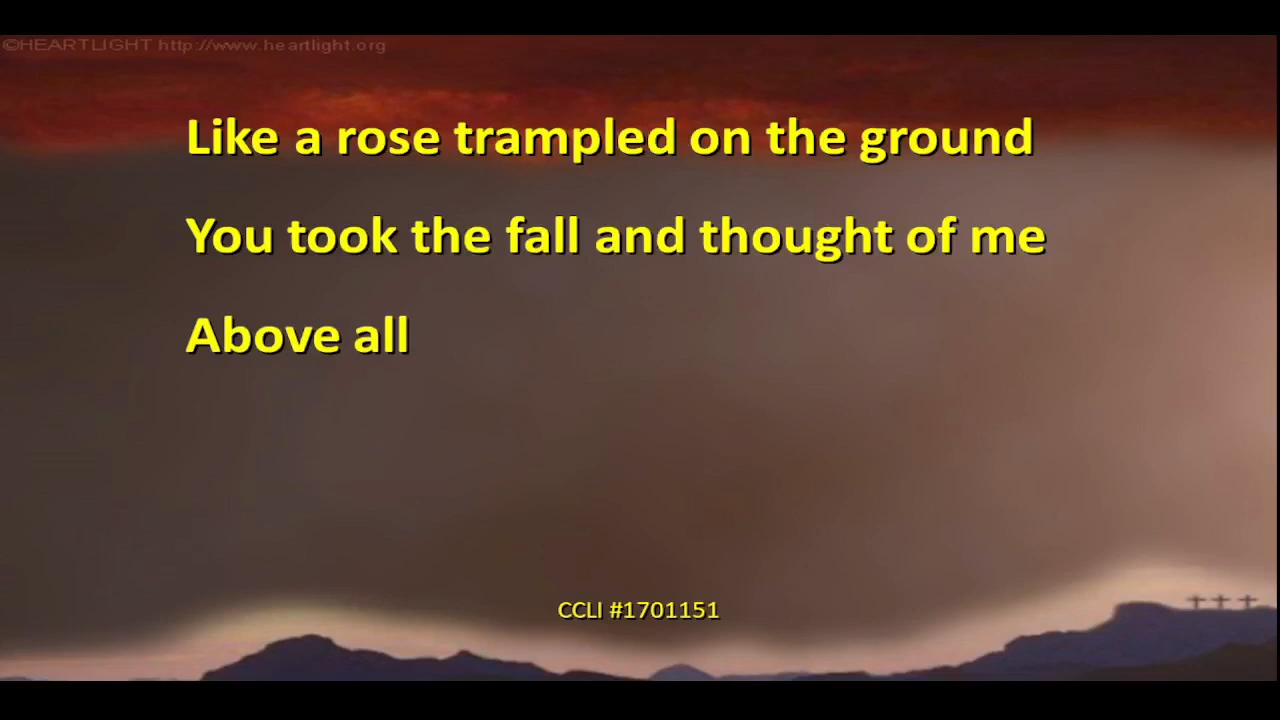 ©HEARTLIGHT http://www.heartlight.org
Like a rose trampled on the ground
You took the fall and thought of me
Above all
CCLI #1701151